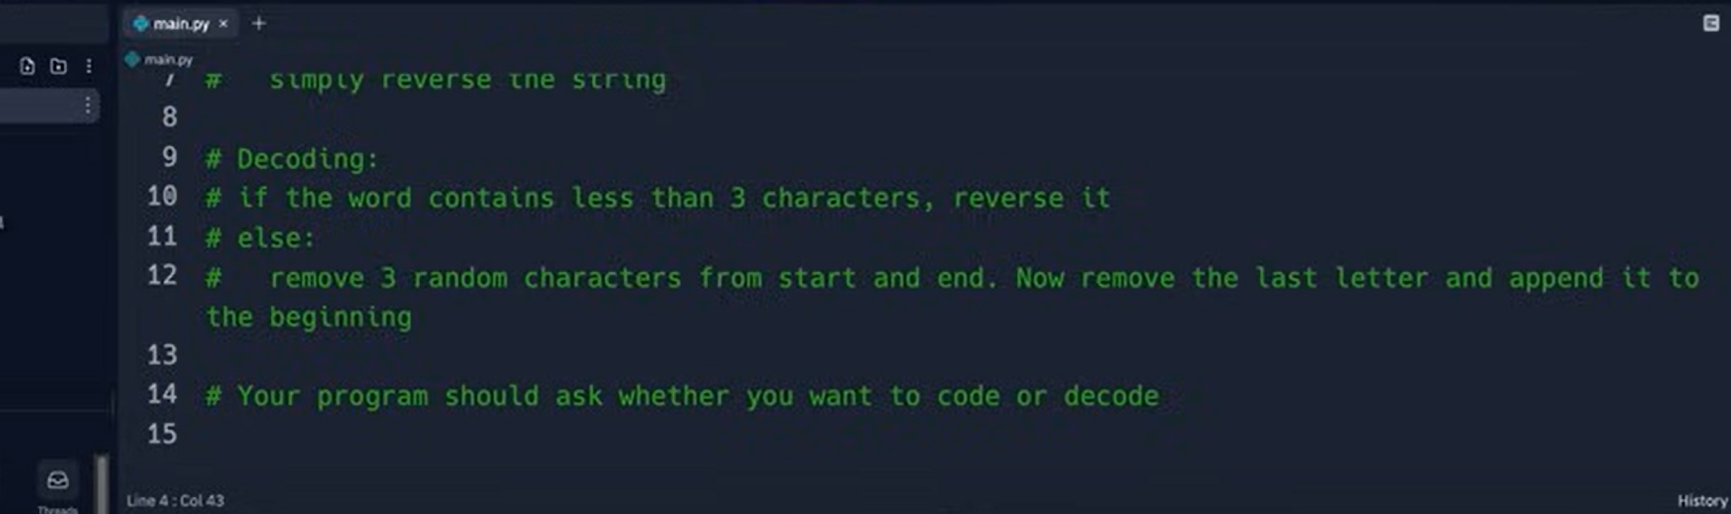 main.py × +
main.py
7 # simply reverse the string
8
9 # Decoding:
10 # if the word contains less than 3 characters, reverse it
11 # else:
12 # remove 3 random characters from start and end. Now remove the last letter and append it to
the beginning
13
14 # Your program should ask whether you want to code or decode
15
Threads
Line 4 : Col 43
History